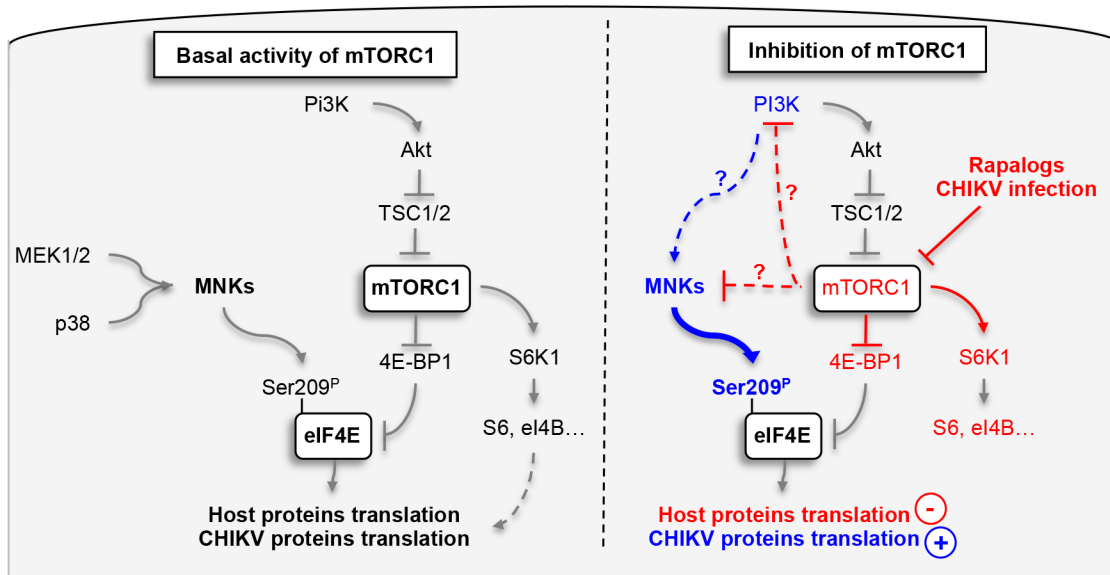 Basal activity of mTORC1
Pi3K
Akt
TSC1/2
MEK1/2
MNKs
mTORC1
p38
4E-BP1
S6K1
Ser209ᴾ
eIF4E
S6, eI4B…
Host proteins translation
CHIKV proteins translation
Inhibition of mTORC1
PI3K
Akt
Rapalogs
CHIKV infection
?
?
TSC1/2
?
MNKs
mTORC1
4E-BP1
S6K1
Ser209ᴾ
eIF4E
S6, eI4B…
Host proteins translation -
CHIKV proteins translation +